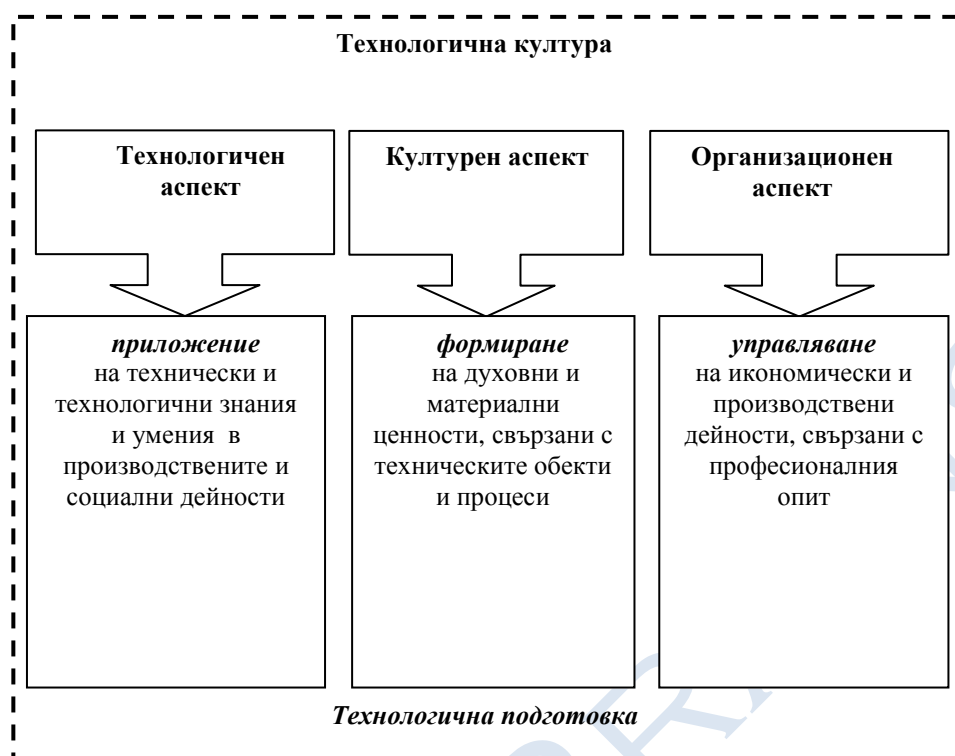 Технологична култура
Технологичен
аспект
Културен аспект
Организационен
аспект
приложение
на технически и
технологични знания
и умения в
производствените и
социални дейности
формиране
на духовни и
материални
ценности, свързани с
техническите обекти
и процеси
управляване
на икономически и
производствени
дейности, свързани с
професионалния
опит
Технологична подготовка